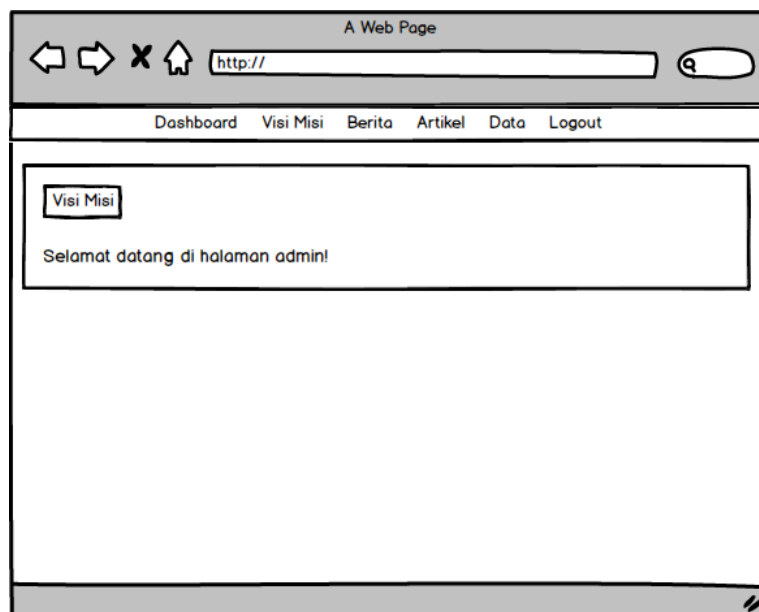 A Web Page
http://
Dashboard Visi Misi Berita Artikel Data Logout
Visi Misi
Selamat datang di halaman admin!